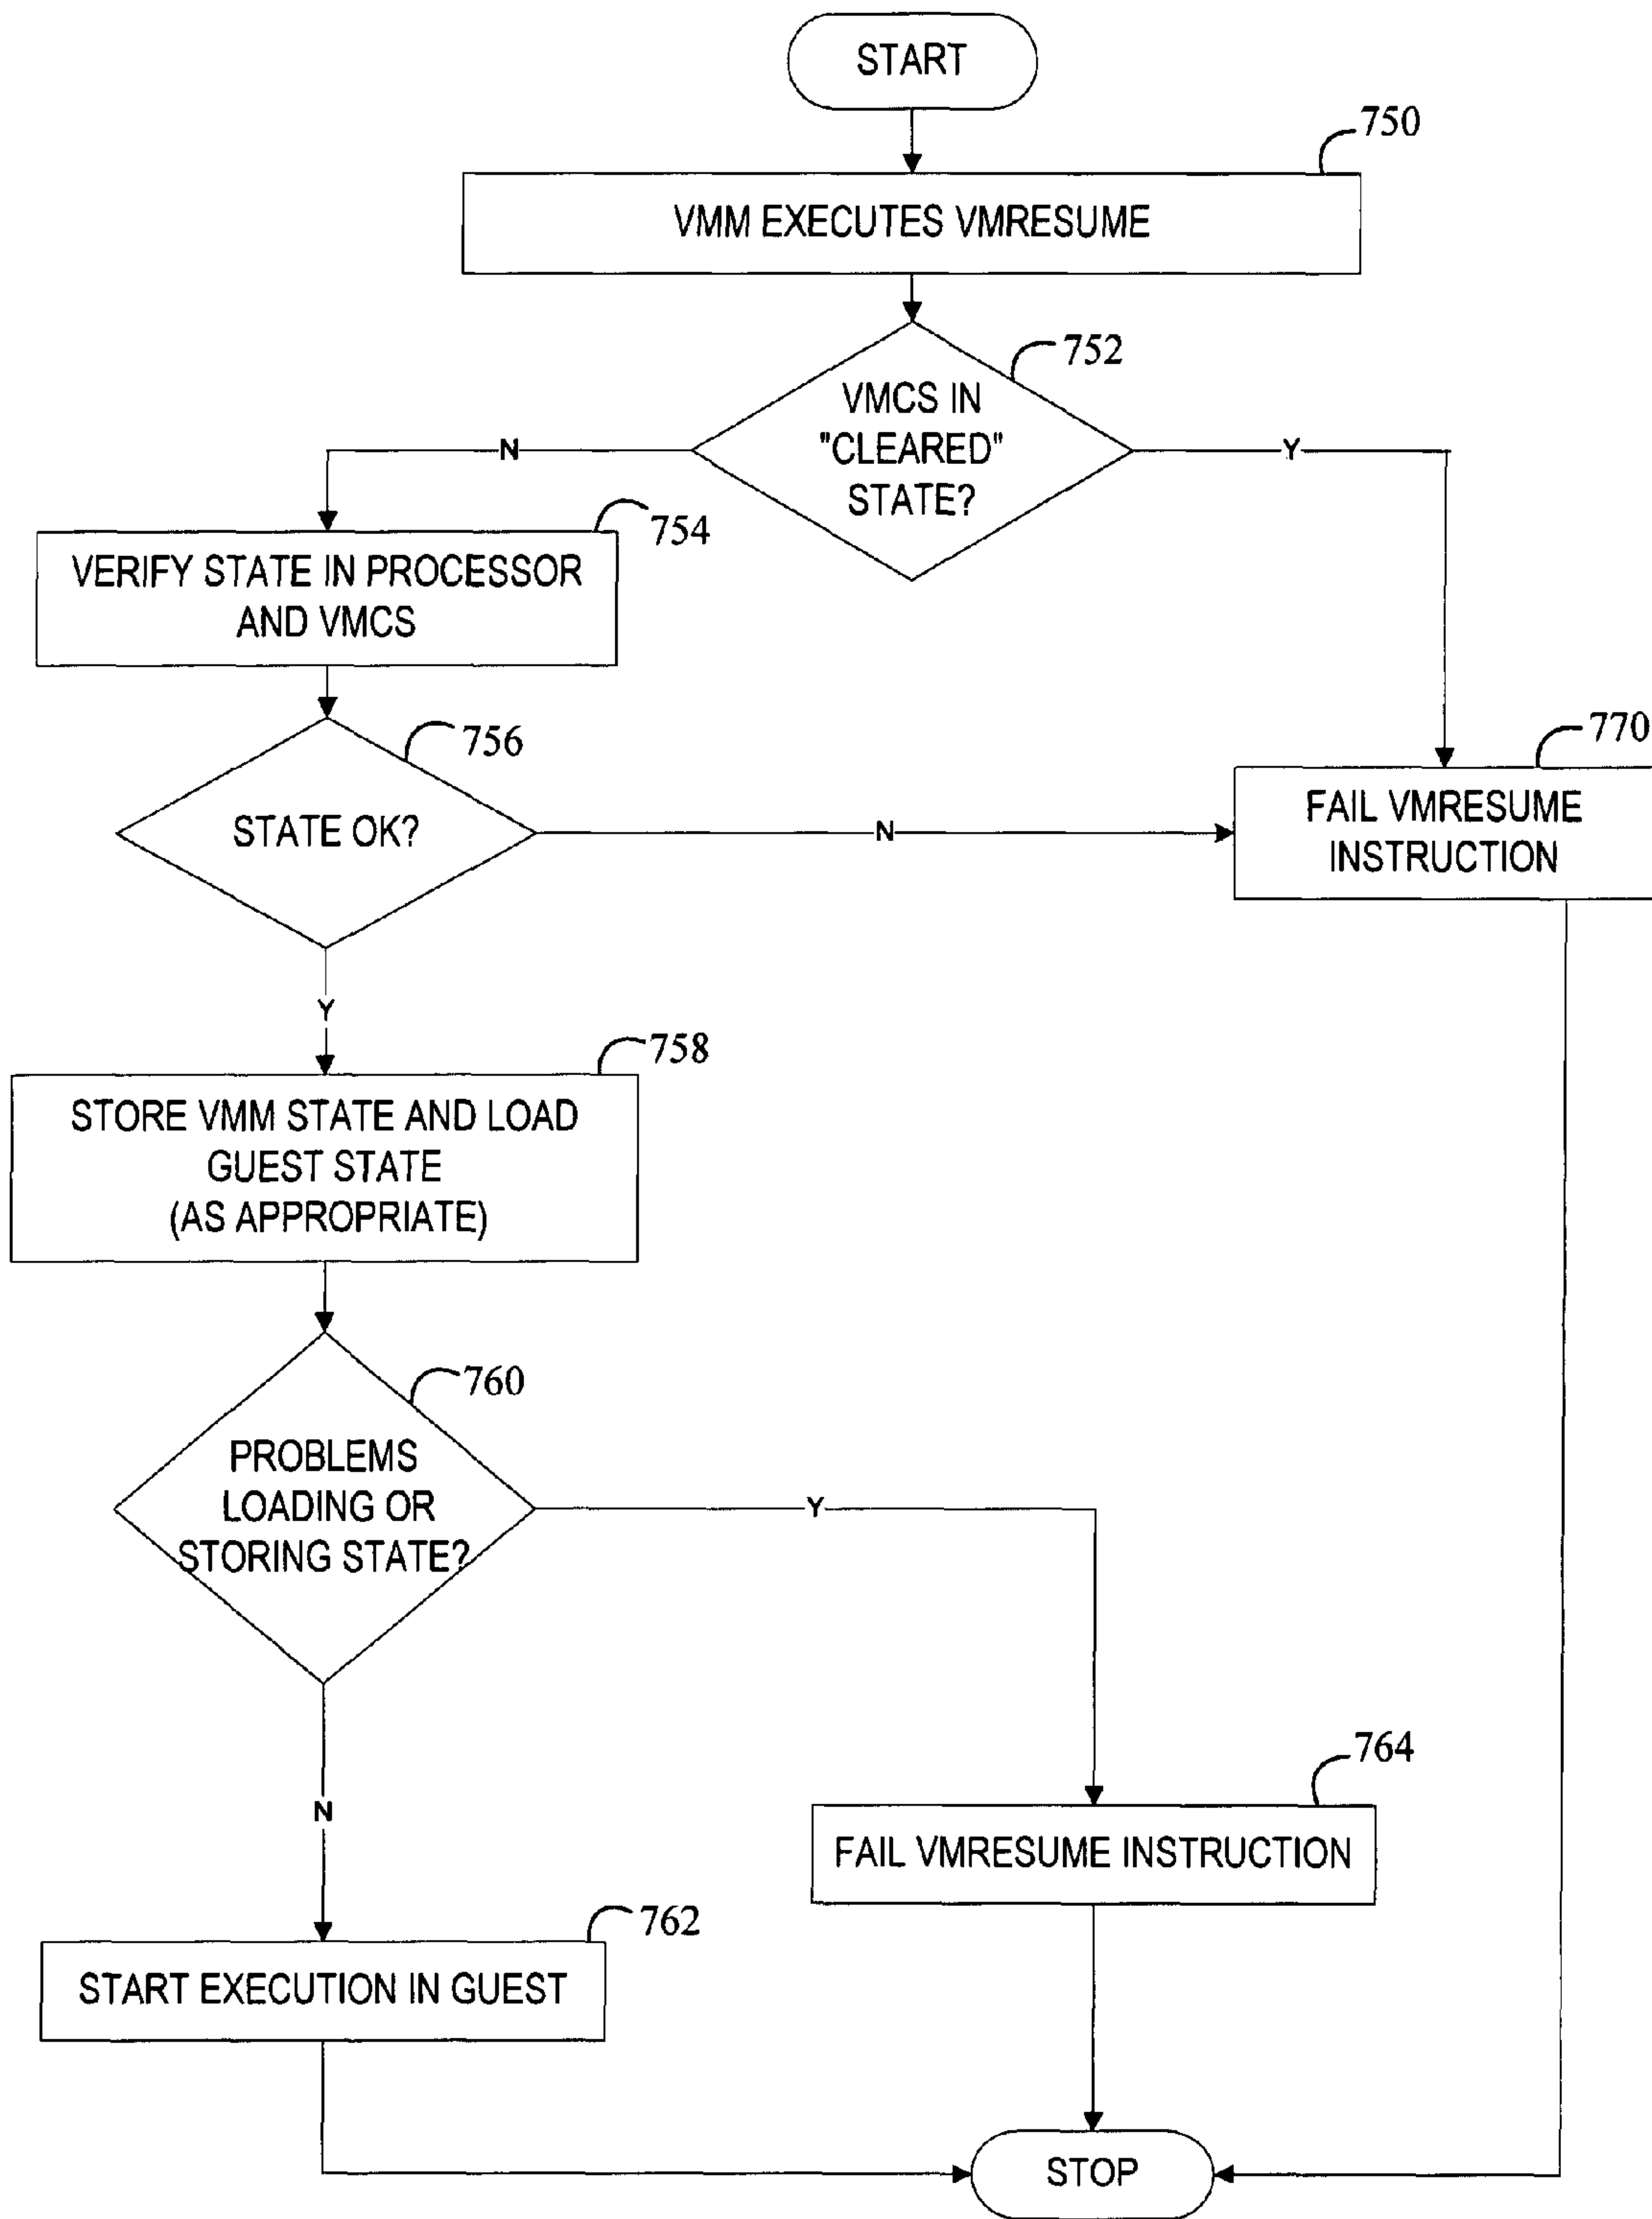 START
750
VMM EXECUTES VMRESUME
752
VMCS IN
"CLEARED"
STATE?
N
Y
754
VERIFY STATE IN PROCESSOR
AND VMCS
756
STATE OK?
N
770
FAIL VMRESUME
INSTRUCTION
Y
758
STORE VMM STATE AND LOAD
GUEST STATE
(AS APPROPRIATE)
760
PROBLEMS
LOADING OR
STORING STATE?
Y
N
764
FAIL VMRESUME INSTRUCTION
762
START EXECUTION IN GUEST
STOP